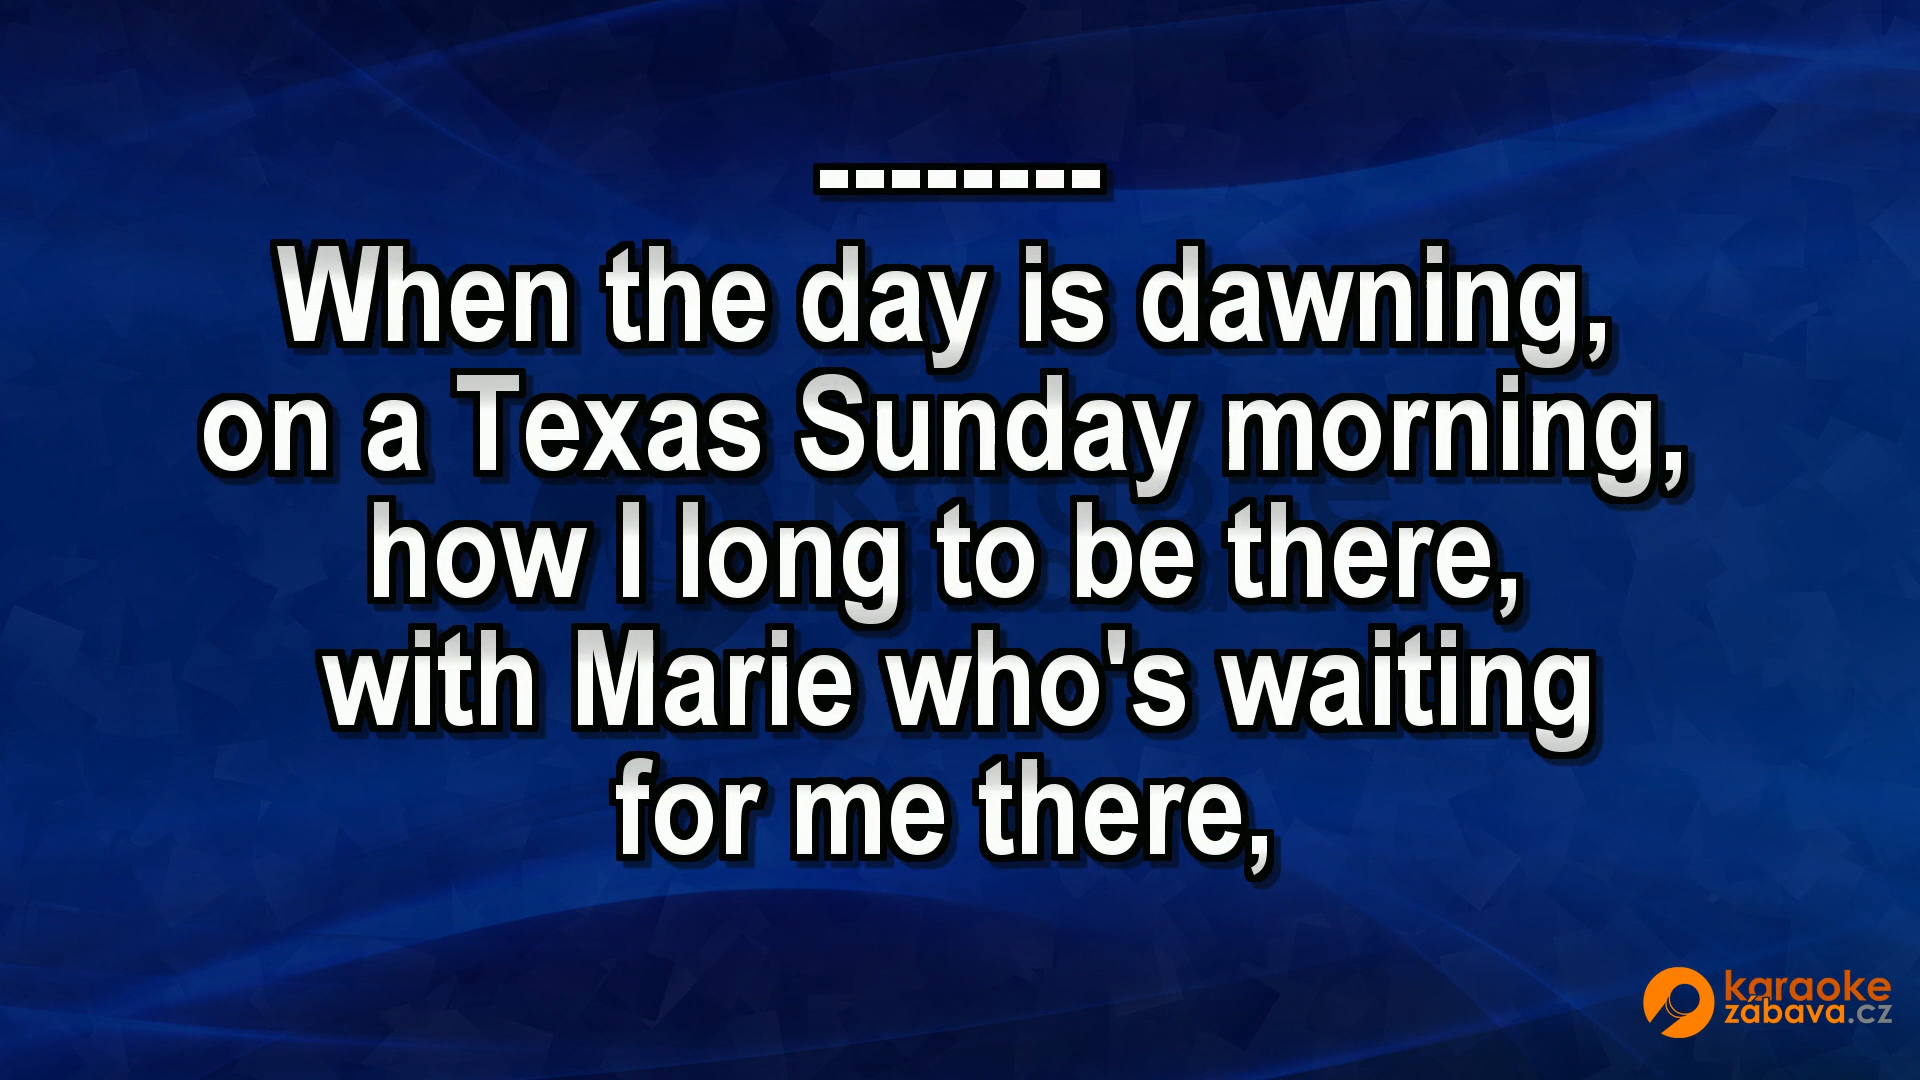 --------
When the day is dawning,
on a Texas Sunday morning,
how I long to be there,
with Marie who's waiting
for me there,
karaoke
zábava.cz